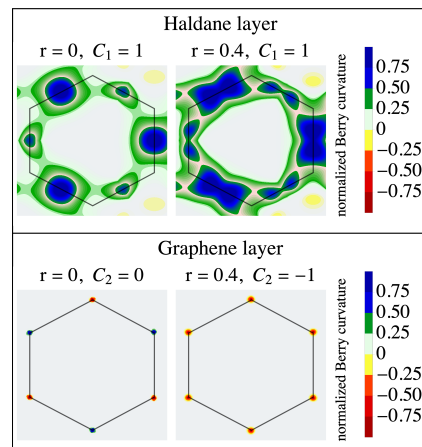 Haldane layer
r = 0, C₁ = 1
r = 0.4, C₁ = 1
normalized Berry curvature
0.75
0.50
0.25
0
−0.25
−0.50
−0.75
Graphene layer
r = 0, C₂ = 0
r = 0.4, C₂ = −1
normalized Berry curvature
0.75
0.50
0.25
0
−0.25
−0.50
−0.75